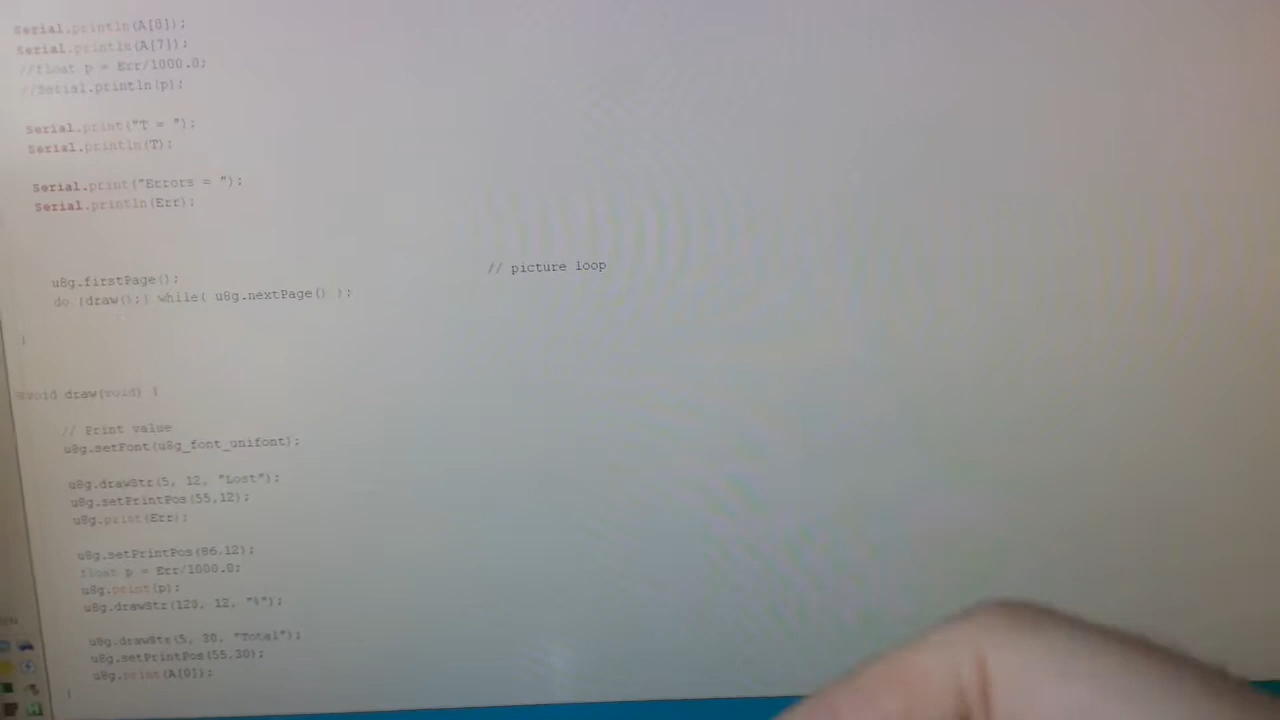 Serial.println(A[8]);
Serial.println(A[7]);
//float p = Err/1000.0;
//Serial.println(p);
Serial.print("T = ");
Serial.println(T);
Serial.print("Errors = ");
Serial.println(Err);
u8g.firstPage(); // picture loop
do {draw();} while( u8g.nextPage() );
}
void draw(void) {
// Print value
u8g.setFont(u8g_font_unifont);
u8g.drawStr(5, 12, "Lost");
u8g.setPrintPos(55,12);
u8g.print(Err);
u8g.setPrintPos(86,12);
float p = Err/1000.0;
u8g.print(p);
u8g.drawStr(120, 12, "%");
u8g.drawStr(5, 30, "Total");
u8g.setPrintPos(55,30);
u8g.print(A[0]);
}